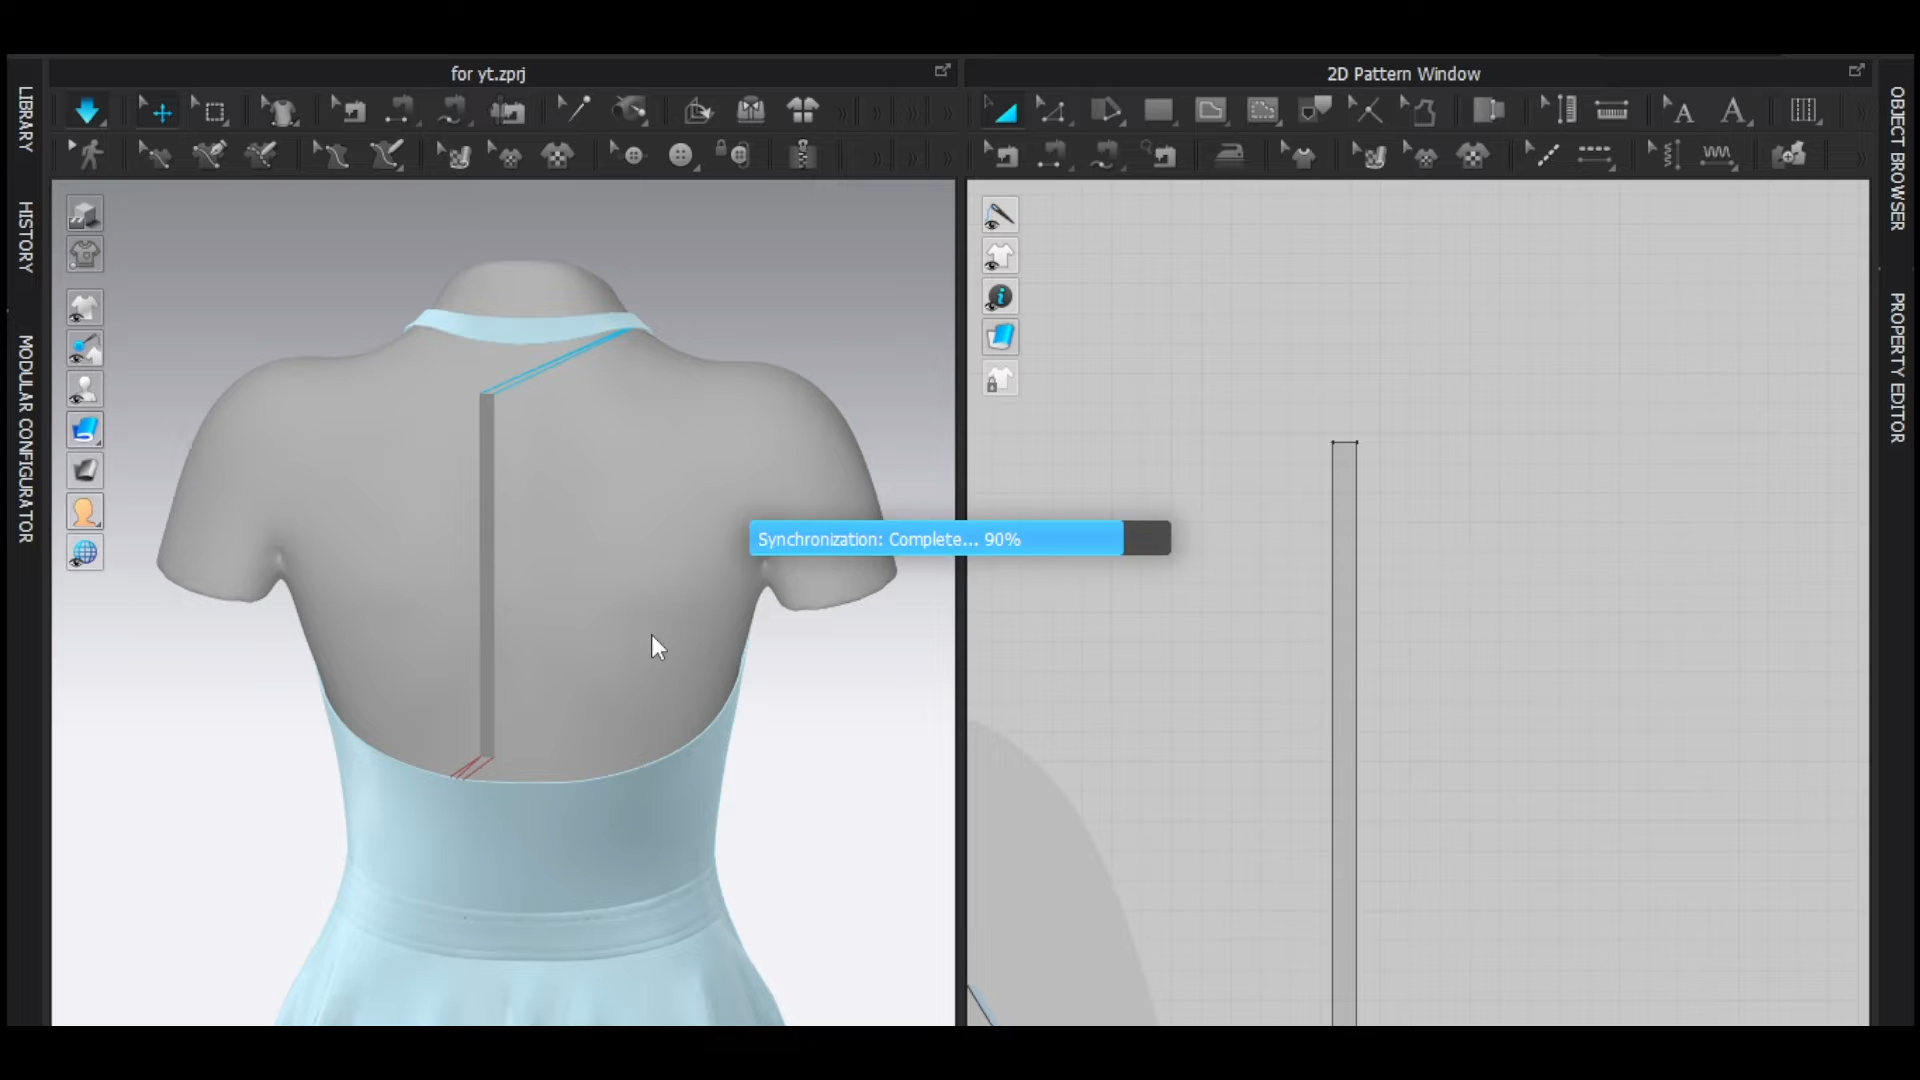 for yt.zprj
2D Pattern Window
LIBRARY
HISTORY
MODULAR CONFIGURATOR
OBJECT BROWSER
PROPERTY EDITOR
A
A
Synchronization: Complete... 90%